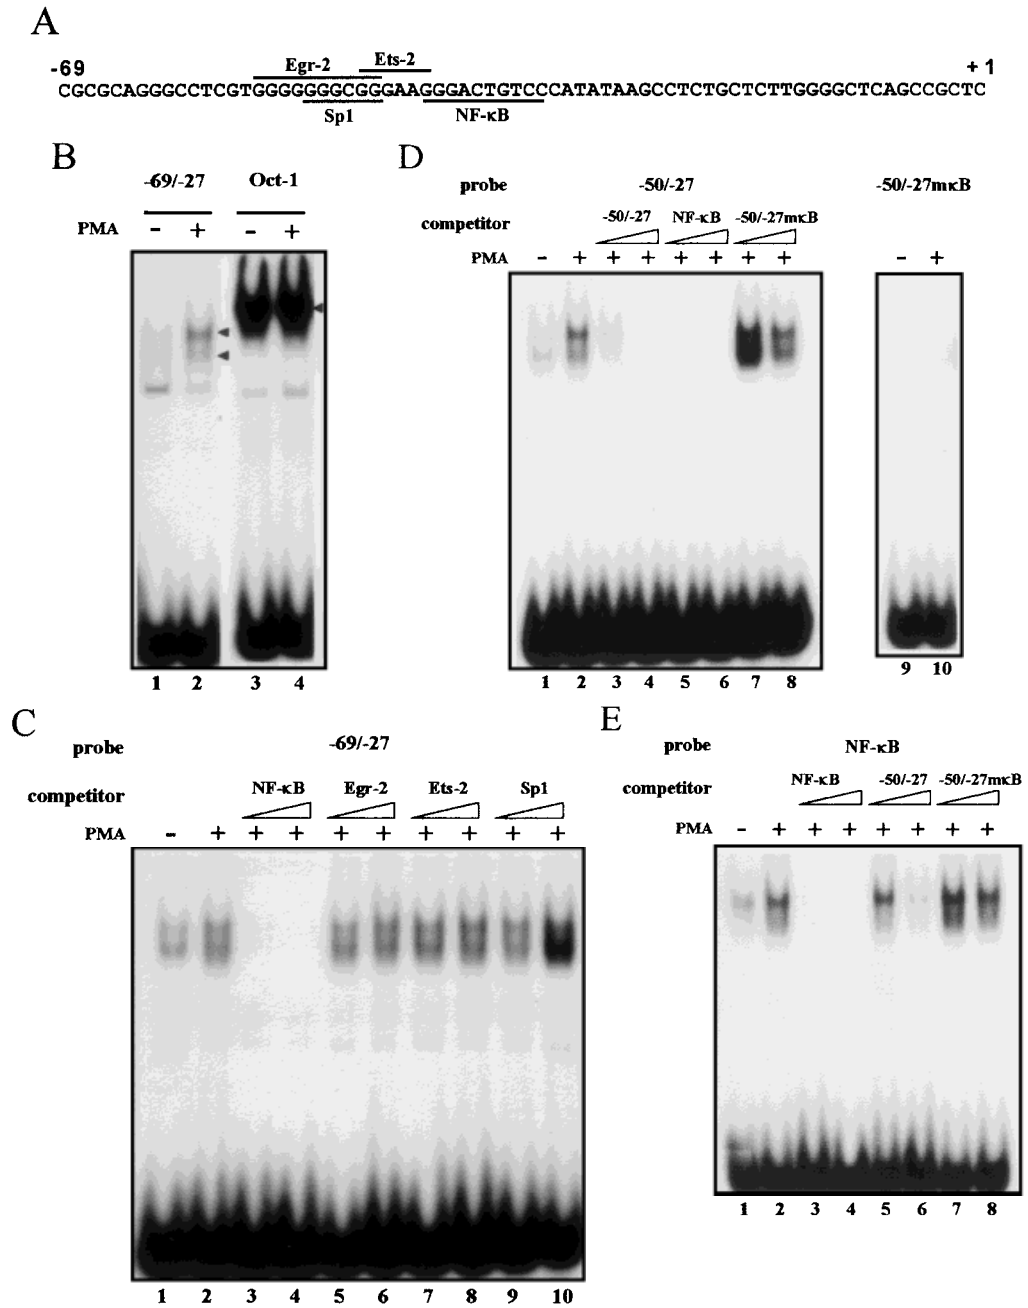 A
-69 Egr-2 Ets-2 +1
CGCGCAGGGCCTCGTGGGGGGGGCGGGGAAGGGACTGTCCCATATAAGCCTCTGCTCTTGGGGCTCAGCCGCTC
Sp1 NF-κB
B
-69/-27 Oct-1
PMA - + - +
1 2 3 4
D
probe -50/-27 -50/-27mκB
competitor -50/-27 NF-κB -50/-27mκB
PMA - + + + + + + + - +
1 2 3 4 5 6 7 8 9 10
C
probe -69/-27
competitor NF-κB Egr-2 Ets-2 Sp1
PMA - + + + + + + + + +
1 2 3 4 5 6 7 8 9 10
E
probe NF-κB
competitor NF-κB -50/-27 -50/-27mκB
PMA - + + + + + + +
1 2 3 4 5 6 7 8